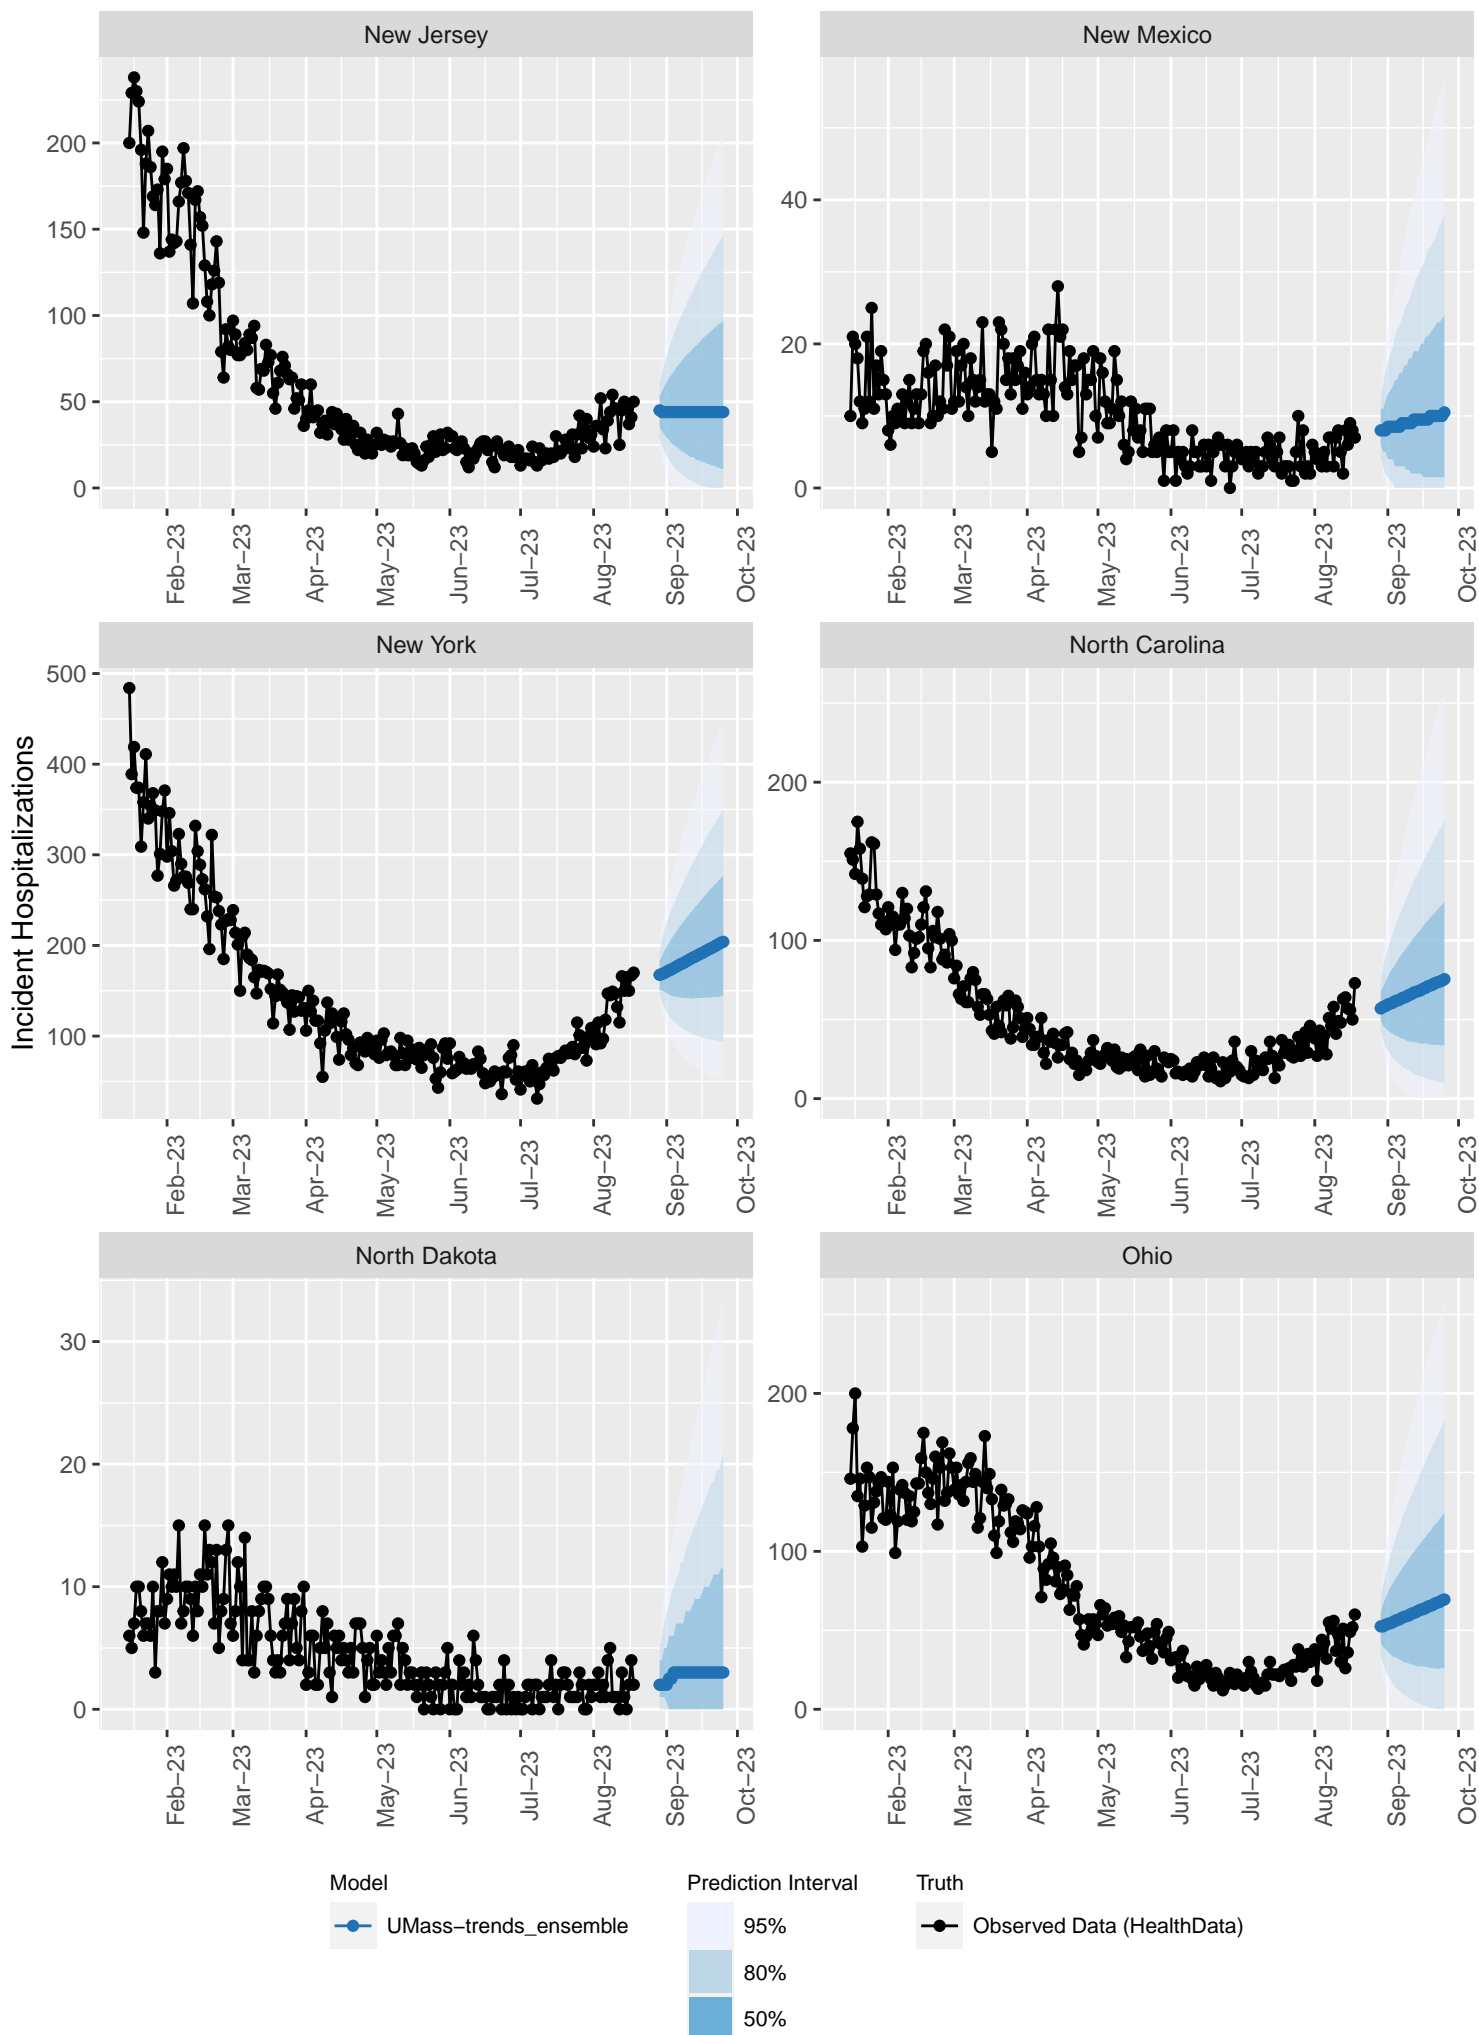 New Jersey
New Mexico
200
150
100
50
0
40
20
0
Feb−23
Mar−23
Apr−23
May−23
Jun−23
Jul−23
Aug−23
Sep−23
Oct−23
Feb−23
Mar−23
Apr−23
May−23
Jun−23
Jul−23
Aug−23
Sep−23
Oct−23
Incident Hospitalizations
New York
North Carolina
500
400
300
200
100
200
100
0
Feb−23
Mar−23
Apr−23
May−23
Jun−23
Jul−23
Aug−23
Sep−23
Oct−23
Feb−23
Mar−23
Apr−23
May−23
Jun−23
Jul−23
Aug−23
Sep−23
Oct−23
North Dakota
Ohio
30
20
10
0
200
100
0
Feb−23
Mar−23
Apr−23
May−23
Jun−23
Jul−23
Aug−23
Sep−23
Oct−23
Feb−23
Mar−23
Apr−23
May−23
Jun−23
Jul−23
Aug−23
Sep−23
Oct−23
Model
UMass−trends_ensemble
Prediction Interval
95%
80%
50%
Truth
Observed Data (HealthData)